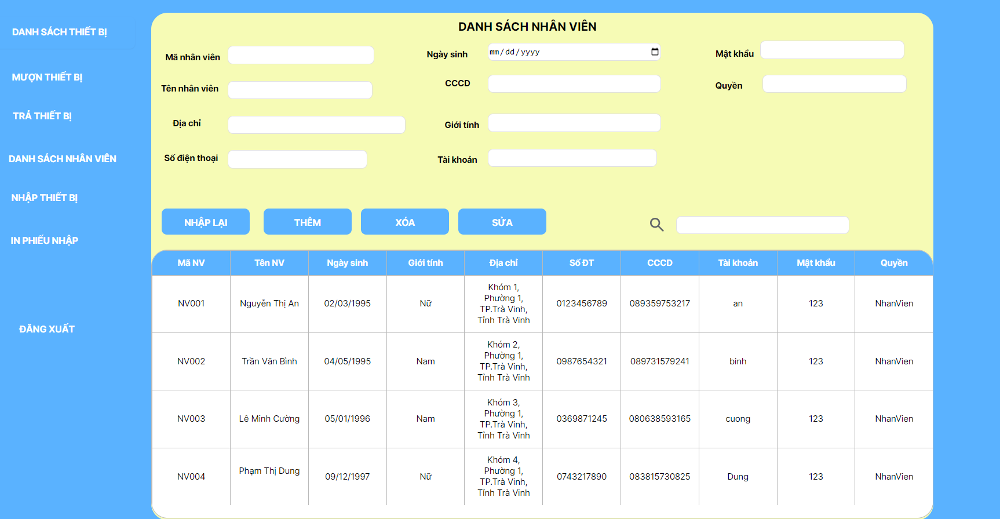 DANH SÁCH THIẾT BỊ
MƯỢN THIẾT BỊ
TRẢ THIẾT BỊ
DANH SÁCH NHÂN VIÊN
NHẬP THIẾT BỊ
IN PHIẾU NHẬP
ĐĂNG XUẤT
DANH SÁCH NHÂN VIÊN
Mã nhân viên
Ngày sinh mm/dd/yyyy
Mật khẩu
Tên nhân viên
CCCD
Quyền
Địa chỉ
Giới tính
Số điện thoại
Tài khoản
NHẬP LẠI THÊM XÓA SỬA
Mã NV Tên NV Ngày sinh Giới tính Địa chỉ Số ĐT CCCD Tài khoản Mật khẩu Quyền
NV001 Nguyễn Thị An 02/03/1995 Nữ
Khóm 1,
Phường 1,
TP.Trà Vinh,
Tỉnh Trà Vinh
0123456789 089359753217 an 123 NhanVien
NV002 Trần Văn Bình 04/05/1995 Nam
Khóm 2,
Phường 1,
TP.Trà Vinh,
Tỉnh Trà Vinh
0987654321 089731579241 binh 123 NhanVien
NV003 Lê Minh Cường 05/01/1996 Nam
Khóm 3,
Phường 1,
TP.Trà Vinh,
Tỉnh Trà Vinh
0369871245 080638593165 cuong 123 NhanVien
NV004 Phạm Thị Dung 09/12/1997 Nữ
Khóm 4,
Phường 1,
TP.Trà Vinh,
Tỉnh Trà Vinh
0743217890 083815730825 Dung 123 NhanVien